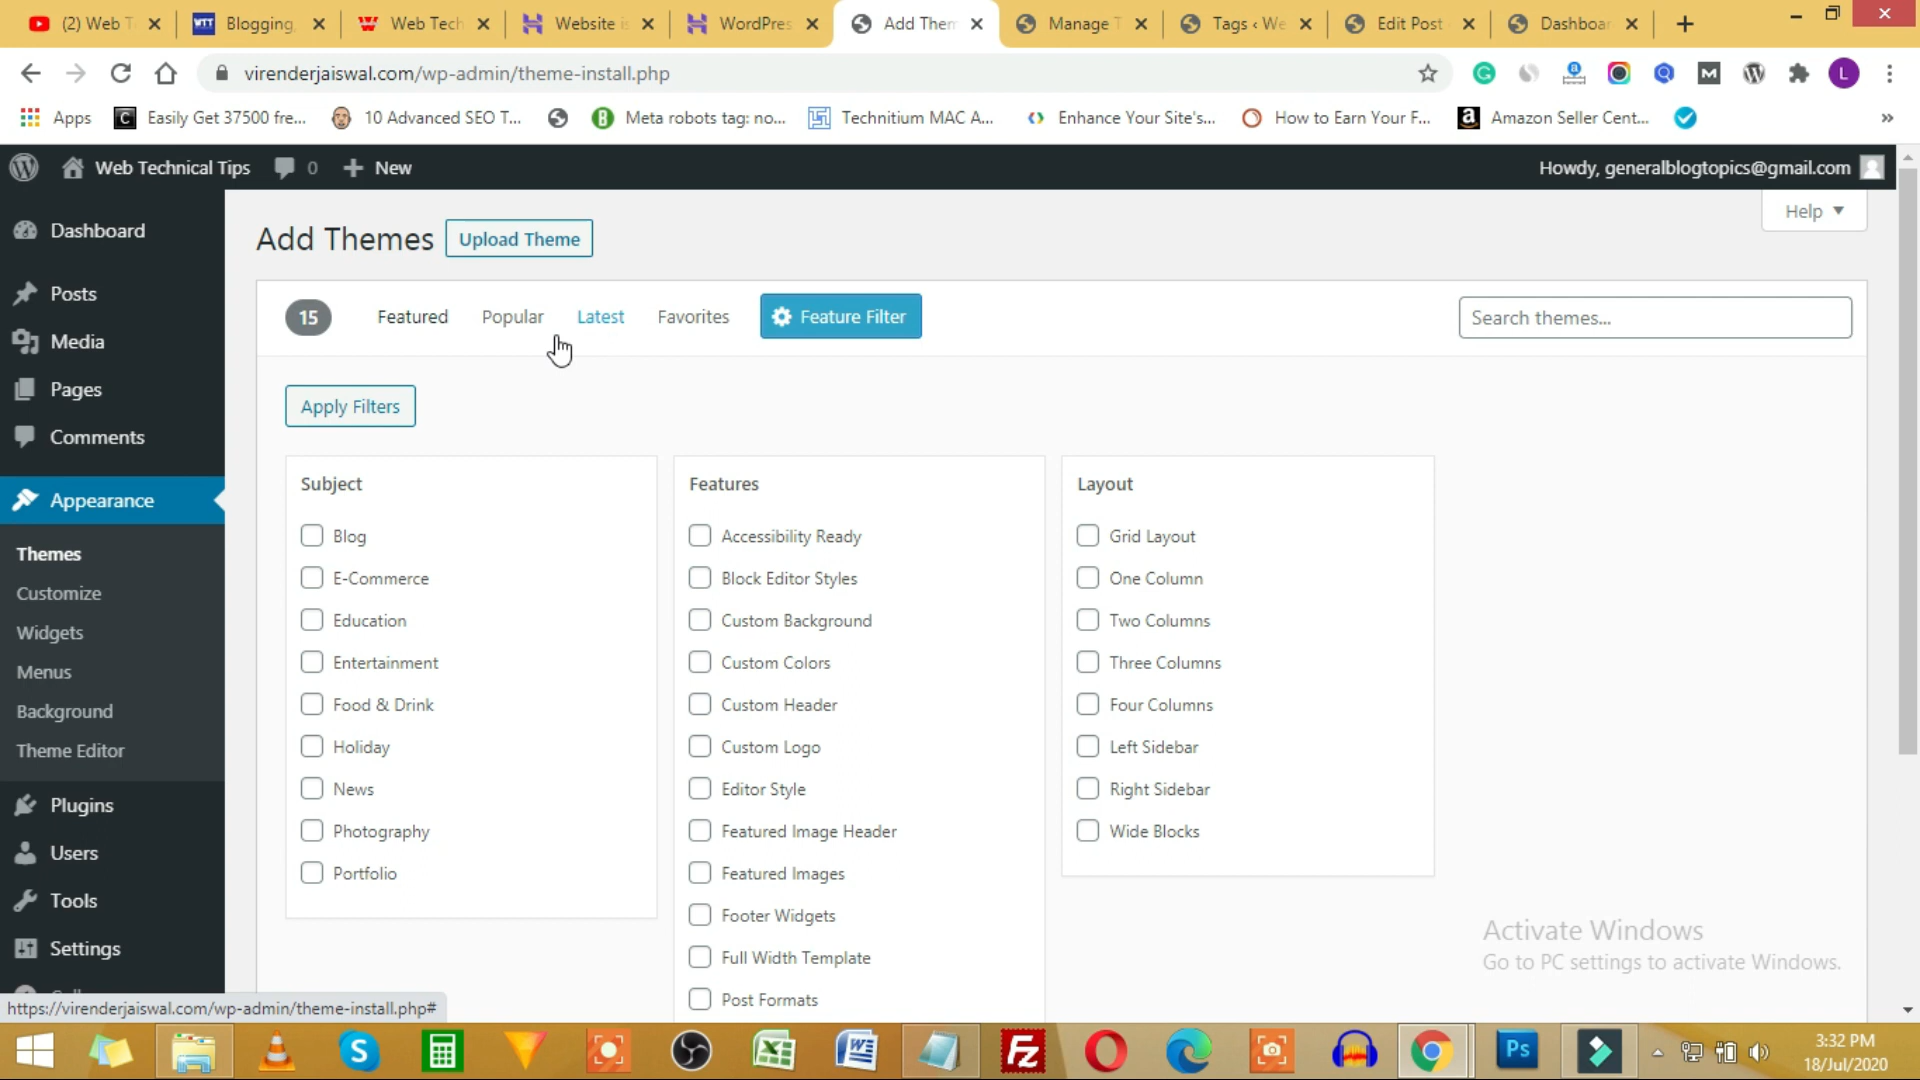 (2) Web T
Blogging,
Web Tech
Website is
WordPres
Add Them
Manage T
Tags ‹ We
Edit Post
Dashboar
virenderjaiswal.com/wp-admin/theme-install.php
L
Apps
Easily Get 37500 fre...
10 Advanced SEO T...
Meta robots tag: no...
Technitium MAC A...
Enhance Your Site's...
How to Earn Your F...
Amazon Seller Cent...
»
Web Technical Tips
0
New
Howdy, generalblogtopics@gmail.com
Help
Dashboard
Posts
Media
Pages
Comments
Appearance
Themes
Customize
Widgets
Menus
Background
Theme Editor
Plugins
Users
Tools
Settings
Add Themes
Upload Theme
15
Featured
Popular
Latest
Favorites
Feature Filter
Search themes...
Apply Filters
Subject
Blog
E-Commerce
Education
Entertainment
Food & Drink
Holiday
News
Photography
Portfolio
Features
Accessibility Ready
Block Editor Styles
Custom Background
Custom Colors
Custom Header
Custom Logo
Editor Style
Featured Image Header
Featured Images
Footer Widgets
Full Width Template
Post Formats
Layout
Grid Layout
One Column
Two Columns
Three Columns
Four Columns
Left Sidebar
Right Sidebar
Wide Blocks
Activate Windows
Go to PC settings to activate Windows.
https://virenderjaiswal.com/wp-admin/theme-install.php#
3:32 PM
18/Jul/2020